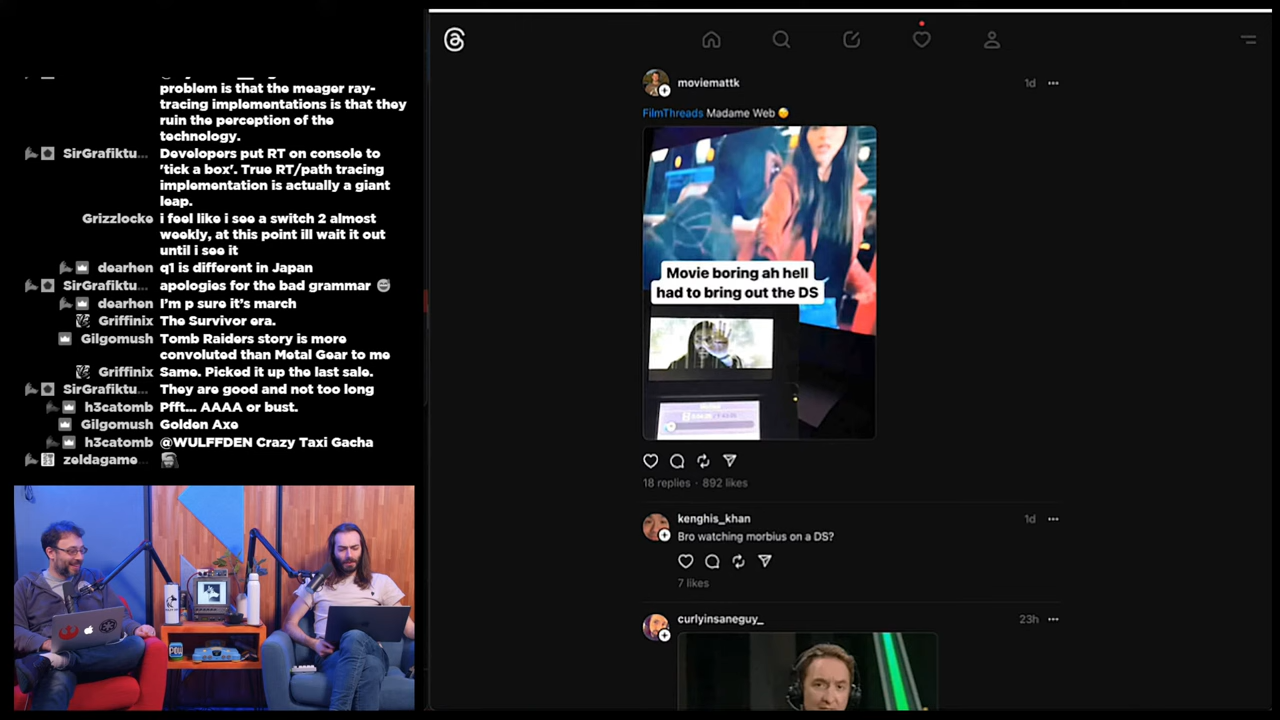 problem is that the meager ray-
tracing implementations is that they
ruin the perception of the
technology.
SirGrafiktu... Developers put RT on console to
'tick a box'. True RT/path tracing
implementation is actually a giant
leap.
Grizzlocke i feel like i see a switch 2 almost
weekly, at this point ill wait it out
until i see it
dearhen q1 is different in Japan
SirGrafiktu... apologies for the bad grammar
dearhen I'm p sure it's march
Griffinix The Survivor era.
Gilgomush Tomb Raiders story is more
convoluted than Metal Gear to me
Griffinix Same. Picked it up the last sale.
SirGrafiktu... They are good and not too long
h3catomb Pfft... AAAA or bust.
Gilgomush Golden Axe
h3catomb @WULFFDEN Crazy Taxi Gacha
zeldagame...
moviemattk 1d
FilmThreads Madame Web
Movie boring ah hell
had to bring out the DS
18 replies · 892 likes
kenghis_khan 1d
Bro watching morbius on a DS?
7 likes
curlyinsaneguy_ 23h